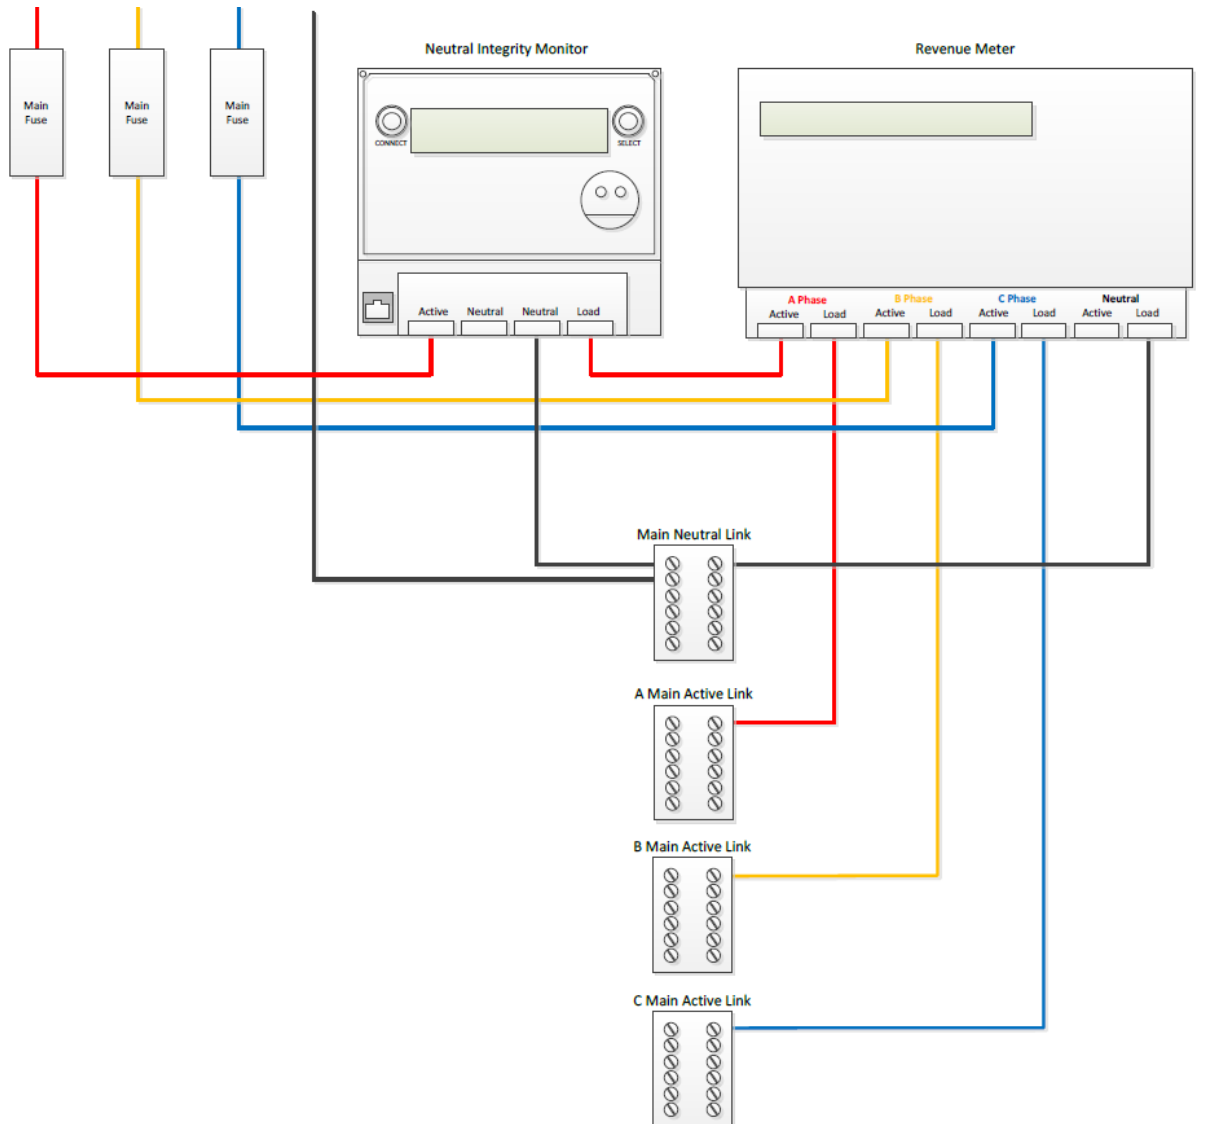 Neutral Integrity Monitor
Revenue Meter
Main
Fuse
Main
Fuse
Main
Fuse
CONNECT
SELECT
Active Neutral Neutral Load
A Phase B Phase C Phase Neutral
Active Load Active Load Active Load Active Load
Main Neutral Link
A Main Active Link
B Main Active Link
C Main Active Link